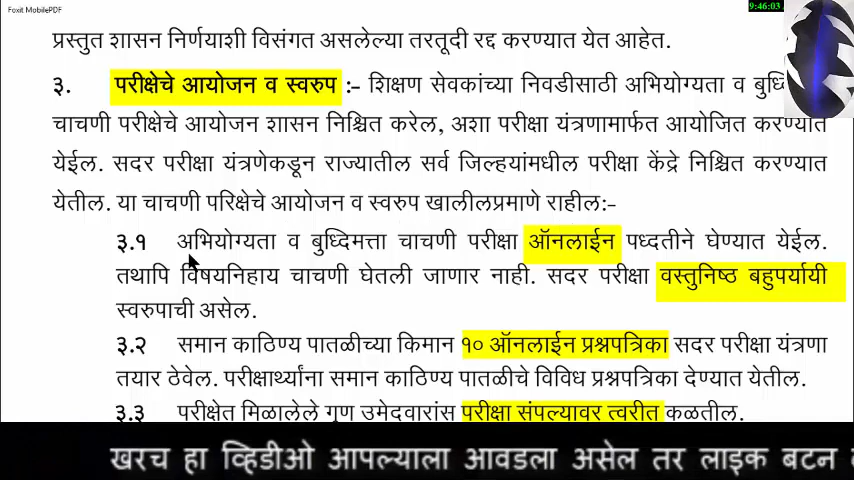 Foxit MobilePDF
9:46:03
प्रस्तुत शासन निर्णयाशी विसंगत असलेल्या तरतूदी रद्द करण्यात येत आहेत.
३. परीक्षेचे आयोजन व स्वरुप :- शिक्षण सेवकांच्या निवडीसाठी अभियोग्यता व
चाचणी परीक्षेचे आयोजन शासन निश्चित करेल, अशा परीक्षा यंत्रणामार्फत आयोजित करण्यात
येईल. सदर परीक्षा यंत्रणेकडून राज्यातील सर्व जिल्हयांमधील परीक्षा केंद्रे निश्चित करण्यात
येतील. या चाचणी परिक्षेचे आयोजन व स्वरुप खालीलप्रमाणे राहील:-
३.१ अभियोग्यता व बुध्दिमत्ता चाचणी परीक्षा ऑनलाईन पध्दतीने घेण्यात येईल.
तथापि विषयनिहाय चाचणी घेतली जाणार नाही. सदर परीक्षा वस्तुनिष्ठ बहुपर्यायी
स्वरुपाची असेल.
३.२ समान काठिण्य पातळीच्या किमान १० ऑनलाईन प्रश्नपत्रिका सदर परीक्षा यंत्रणा
तयार ठेवेल. परीक्षार्थ्यांना समान काठिण्य पातळीचे विविध प्रश्नपत्रिका देण्यात येतील.
३.३ परीक्षेत मिळालेले गुण उमेदवारांस परीक्षा संपल्यावर त्वरीत कळतील.
खरच हा व्हिडीओ आपल्याला आवडला असेल तर लाइक बटन